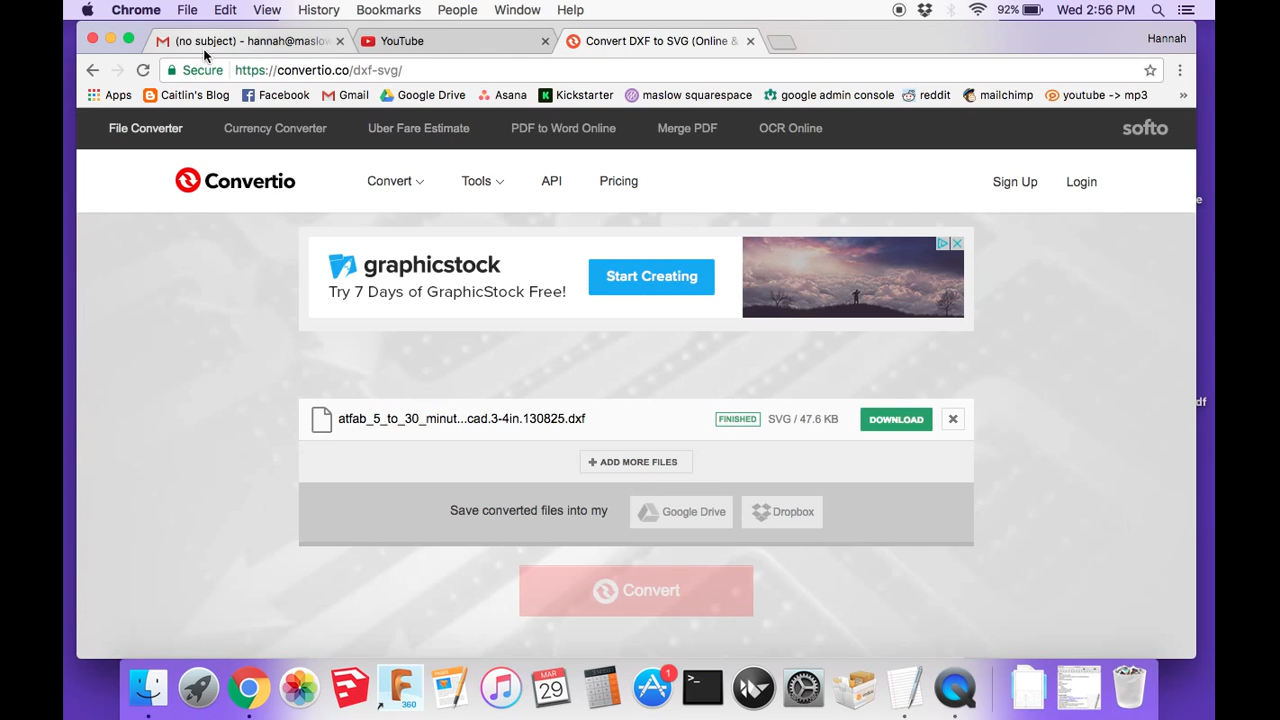 Chrome File Edit View History Bookmarks People Window Help 92% Wed 2:56 PM
(no subject) - hannah@maslow YouTube Convert DXF to SVG (Online & Hannah
Secure https://convertio.co/dxf-svg/
Apps Caitlin's Blog Facebook Gmail Google Drive Asana Kickstarter maslow squarespace google admin console reddit mailchimp youtube -> mp3 »
File Converter Currency Converter Uber Fare Estimate PDF to Word Online Merge PDF OCR Online softo
Convertio Convert Tools API Pricing Sign Up Login
graphicstock
Try 7 Days of GraphicStock Free!
Start Creating
atfab_5_to_30_minut...cad.3-4in.130825.dxf FINISHED SVG / 47.6 KB DOWNLOAD
+ ADD MORE FILES
Save converted files into my Google Drive Dropbox
Convert
df
F
360
MAR
29
1
>_